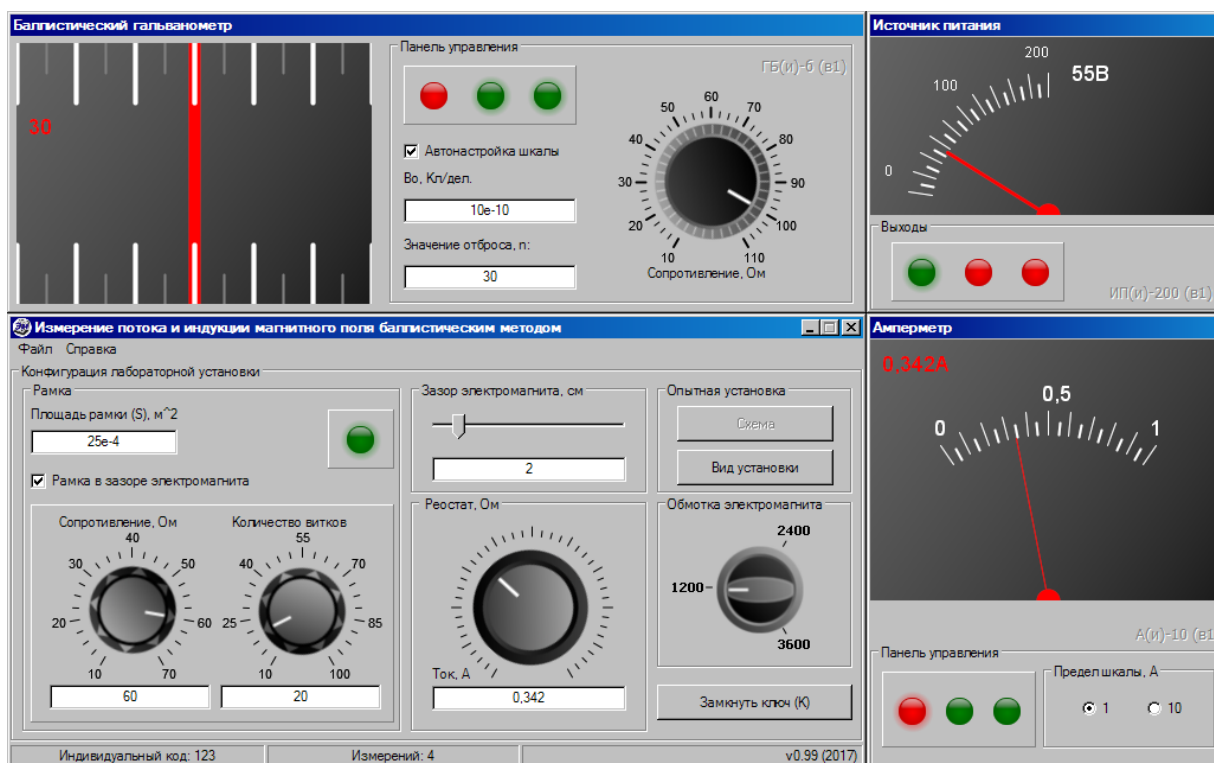 Баллистический гальванометр
30
Панель управления
ГБ(и)-б (в1)
Автонастройка шкалы
Bo, Кл/дел.
10e-10
Значение отброса, n:
30
10
20
30
40
50
60
70
80
90
100
110
Сопротивление, Ом
Источник питания
0
100
200
55В
Выходы
ИП(и)-200 (в1)
Измерение потока и индукции магнитного поля баллистическим методом
Файл Справка
Конфигурация лабораторной установки
Рамка
Площадь рамки (S), м^2
25e-4
Рамка в зазоре электромагнита
Сопротивление, Ом
10
20
30
40
50
60
70
60
Количество витков
10
25
40
55
70
85
100
20
Зазор электромагнита, см
2
Реостат, Ом
Ток, А
0,342
Опытная установка
Схема
Вид установки
Обмотка электромагнита
2400
1200
3600
Замкнуть ключ (К)
Индивидуальный код: 123
Измерений: 4
v0.99 (2017)
Амперметр
0,342А
0
0,5
1
А(и)-10 (в1
Панель управления
Предел шкалы, А
1
10